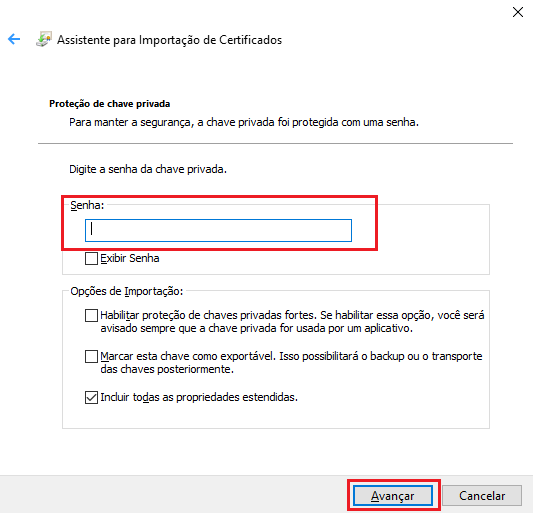 Assistente para Importação de Certificados
Proteção de chave privada
Para manter a segurança, a chave privada foi protegida com uma senha.
Digite a senha da chave privada.
Senha:
Exibir Senha
Opções de Importação:
Habilitar proteção de chaves privadas fortes. Se habilitar essa opção, você será
avisado sempre que a chave privada for usada por um aplicativo.
Marcar esta chave como exportável. Isso possibilitará o backup ou o transporte
das chaves posteriormente.
Incluir todas as propriedades estendidas.
Avançar
Cancelar